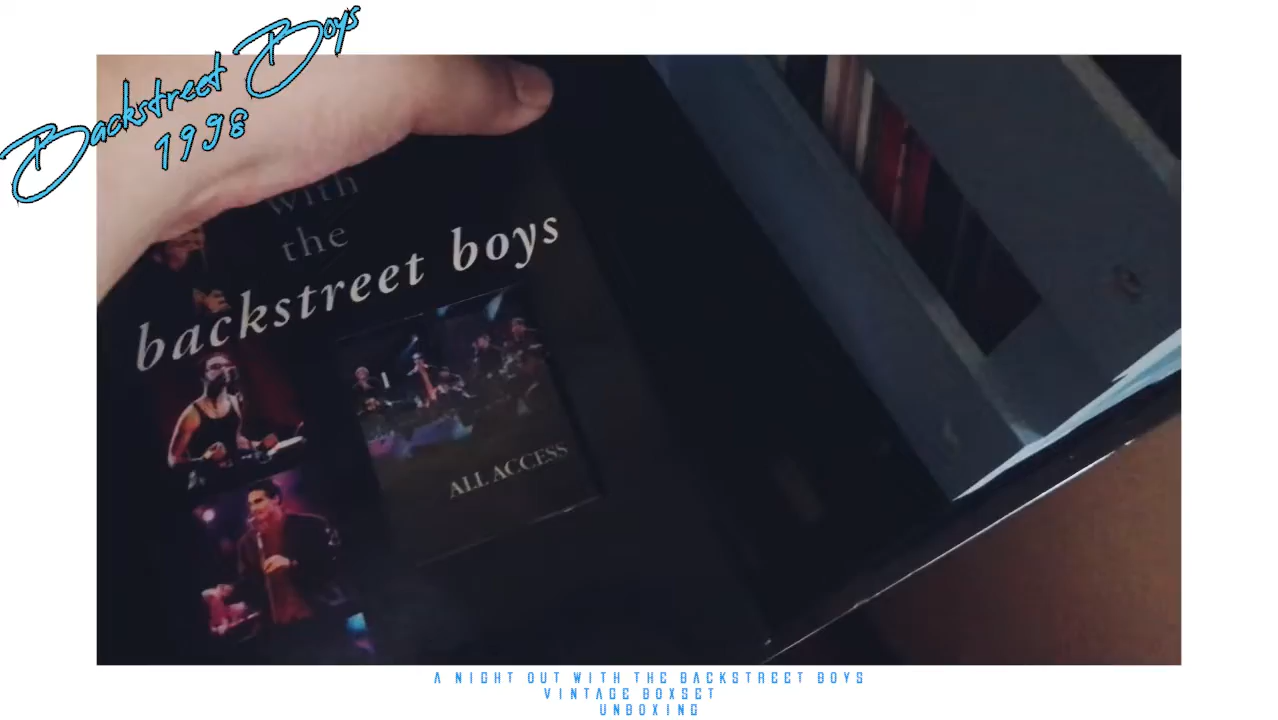 Backstreet Boys
1998
with
the
backstreet boys
ALL ACCESS
A NIGHT OUT WITH THE BACKSTREET BOYS
VINTAGE BOXSET
UNBOXING